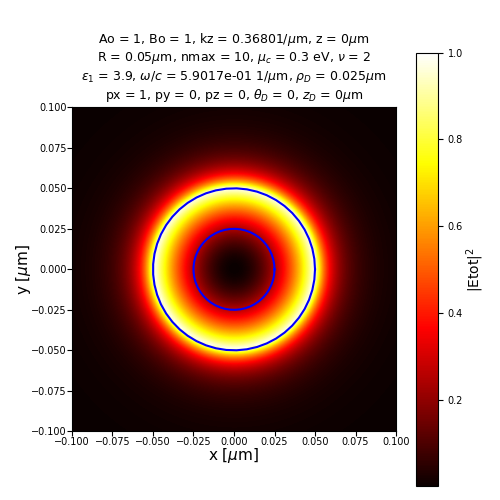 Ao = 1, Bo = 1, kz = 0.36801/μm, z = 0μm
R = 0.05μm, nmax = 10, μc = 0.3 eV, ν = 2
ε1 = 3.9, ω/c = 5.9017e-01 1/μm, ρD = 0.025μm
px = 1, py = 0, pz = 0, θD = 0, zD = 0μm
1.0
0.100
0.075
0.8
0.050
0.025
0.6
y [μm]
0.000
|Etot|²
−0.025
0.4
−0.050
−0.075
0.2
−0.100
−0.100 −0.075 −0.050 −0.025 0.000 0.025 0.050 0.075 0.100
x [μm]